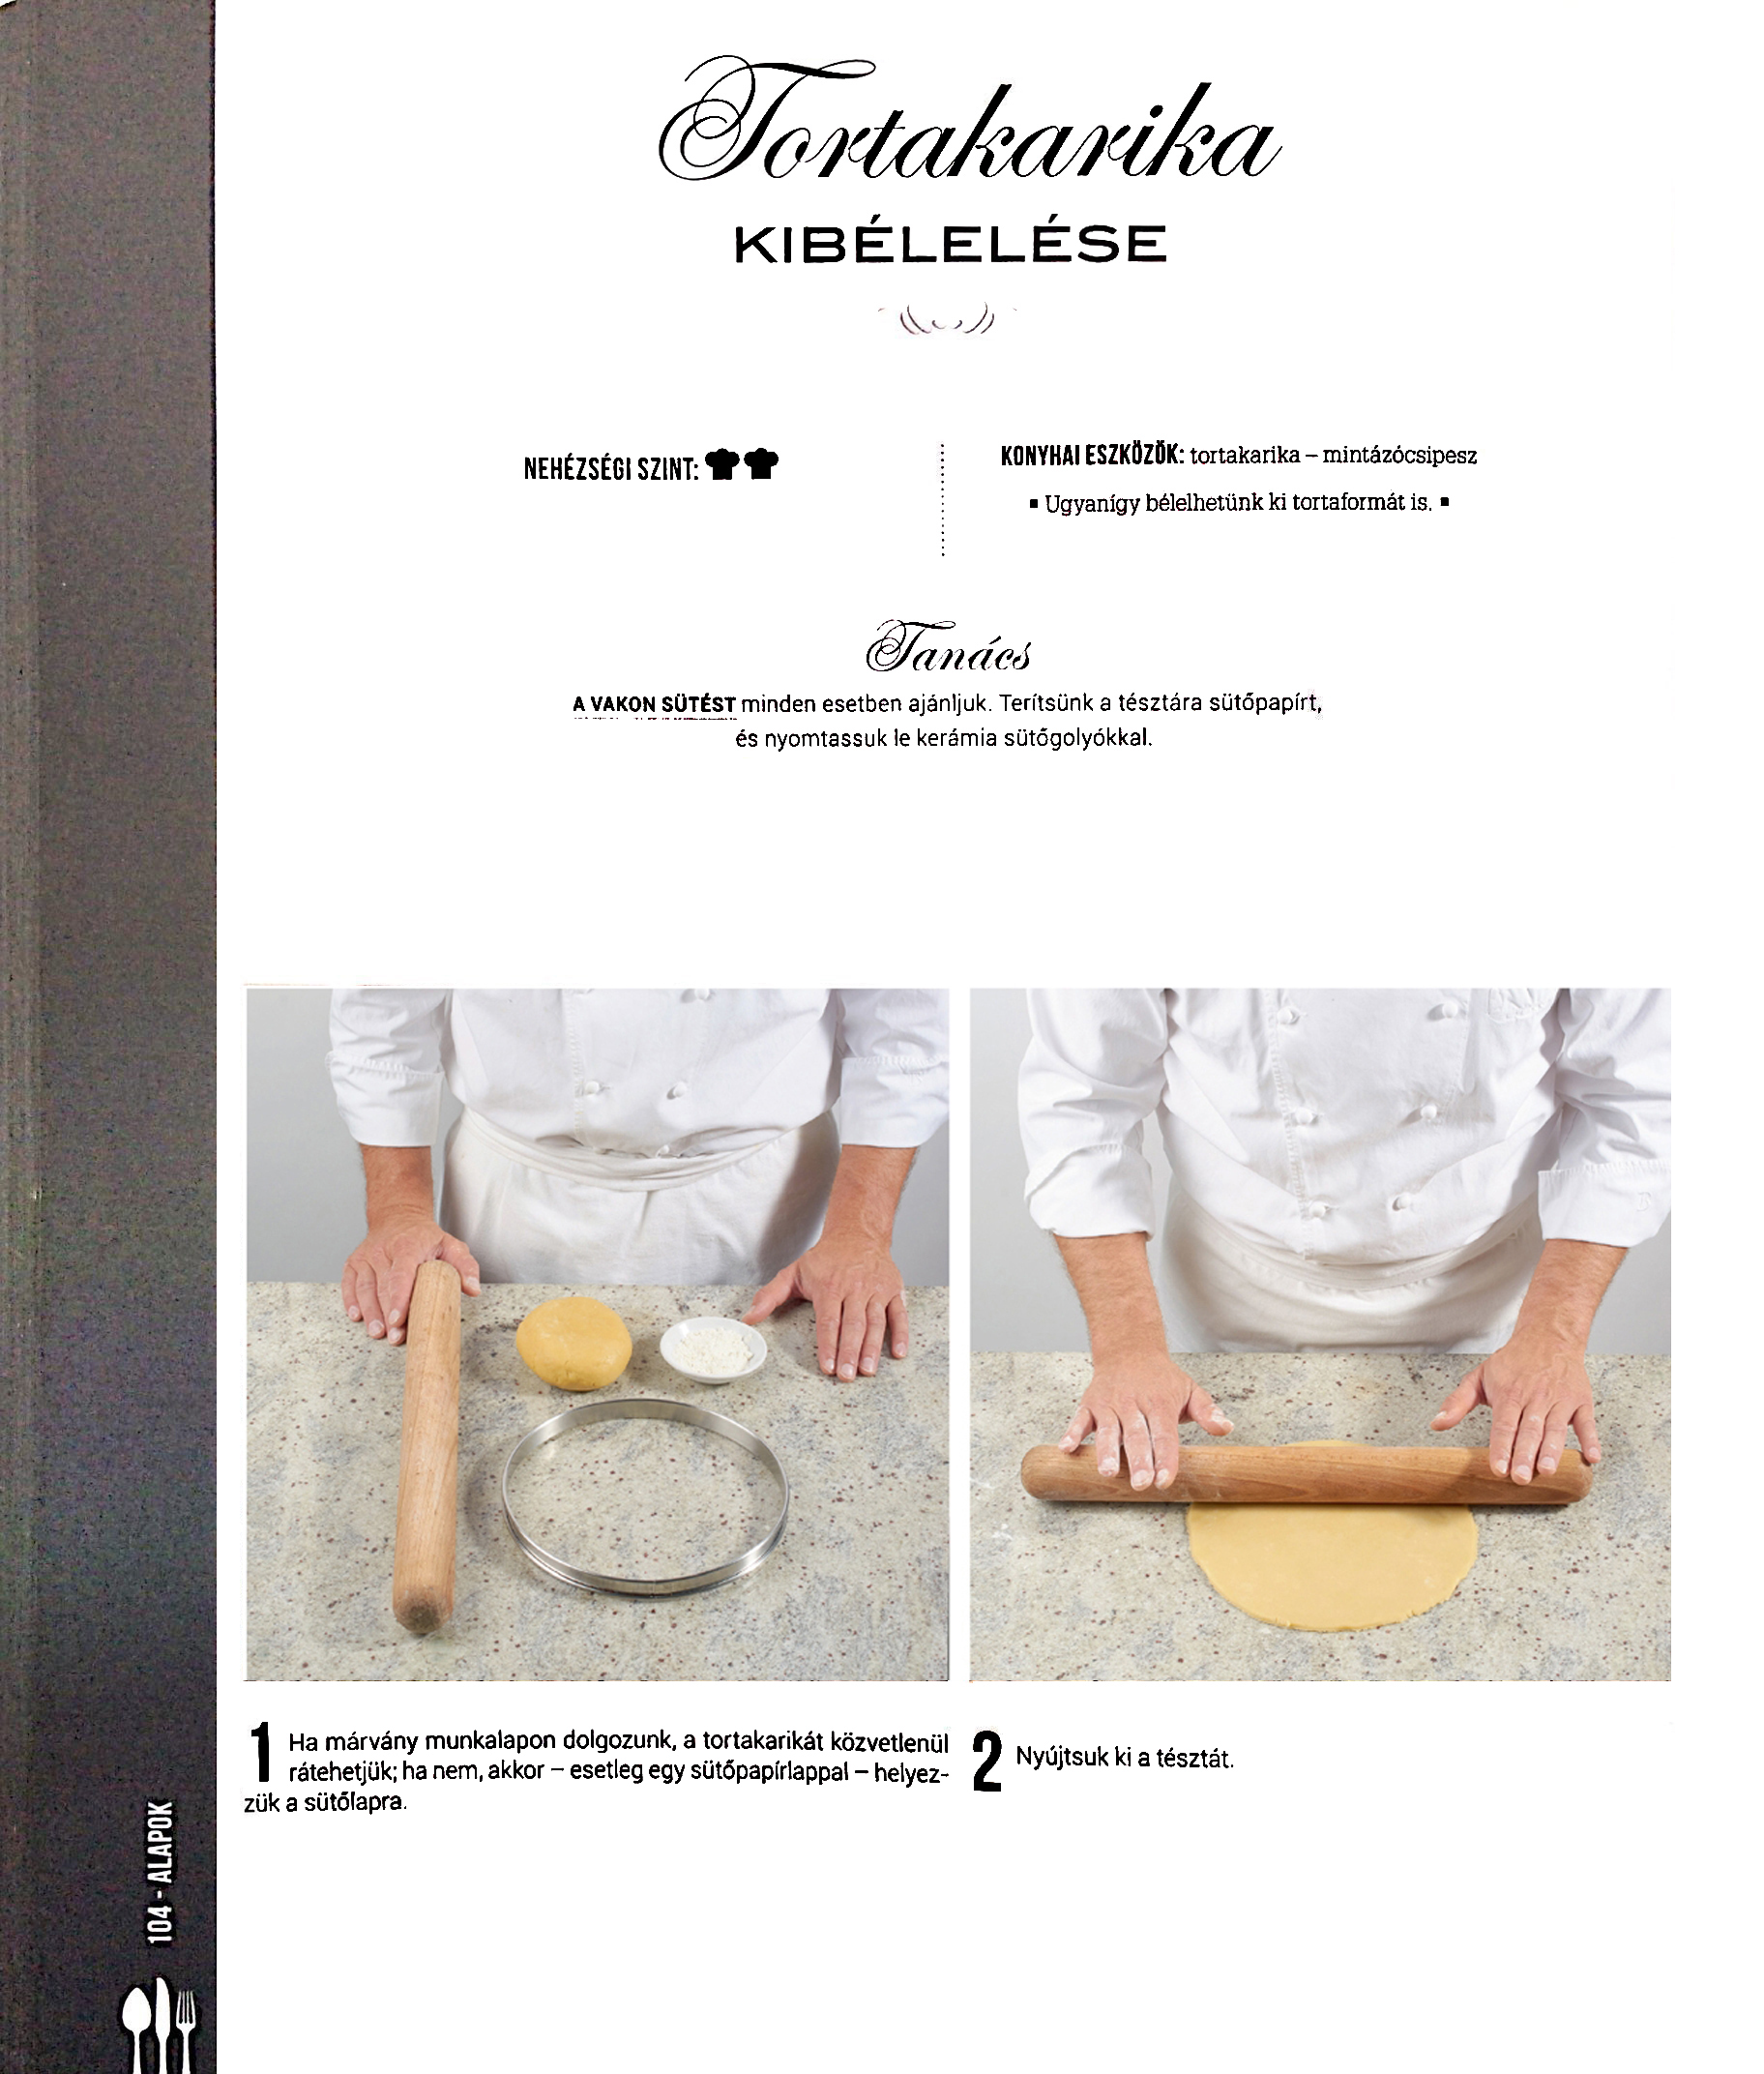 Tortakarika
KIBÉLELÉSE
NEHÉZSÉGI SZINT:
KONYHAI ESZKÖZÖK: tortakarika – mintázócsipesz
▪ Ugyanígy bélelhetünk ki tortaformát is. ▪
Tanács
A VAKON SÜTÉST minden esetben ajánljuk. Terítsünk a tésztára sütőpapírt,
és nyomtassuk le kerámia sütőgolyókkal.
1 Ha márvány munkalapon dolgozunk, a tortakarikát közvetlenül
rátehetjük; ha nem, akkor – esetleg egy sütőpapírlappal – helyez-
zük a sütőlapra.
2 Nyújtsuk ki a tésztát.
104 - ALAPOK